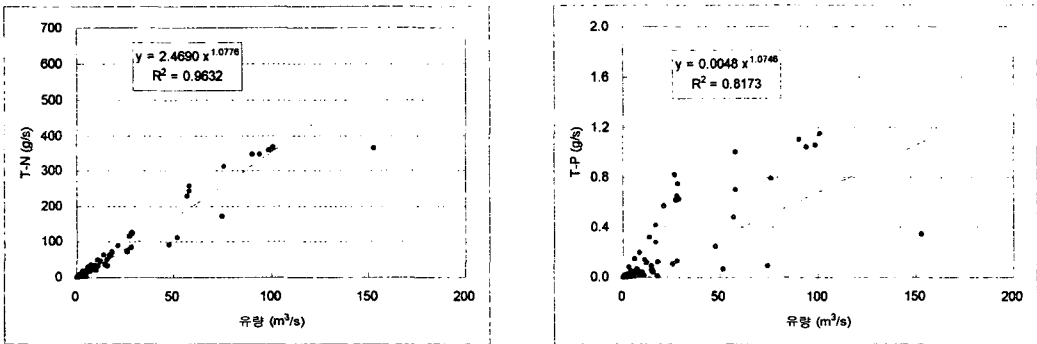 700
600
500
400
300
200
100
0
T-N (g/s)
y = 2.4690 x^1.0776
R² = 0.9632
0 50 100 150 200
유량 (m³/s)
2.0
1.6
1.2
0.8
0.4
0.0
T-P (g/s)
y = 0.0048 x^1.0746
R² = 0.8173
0 50 100 150 200
유량 (m³/s)